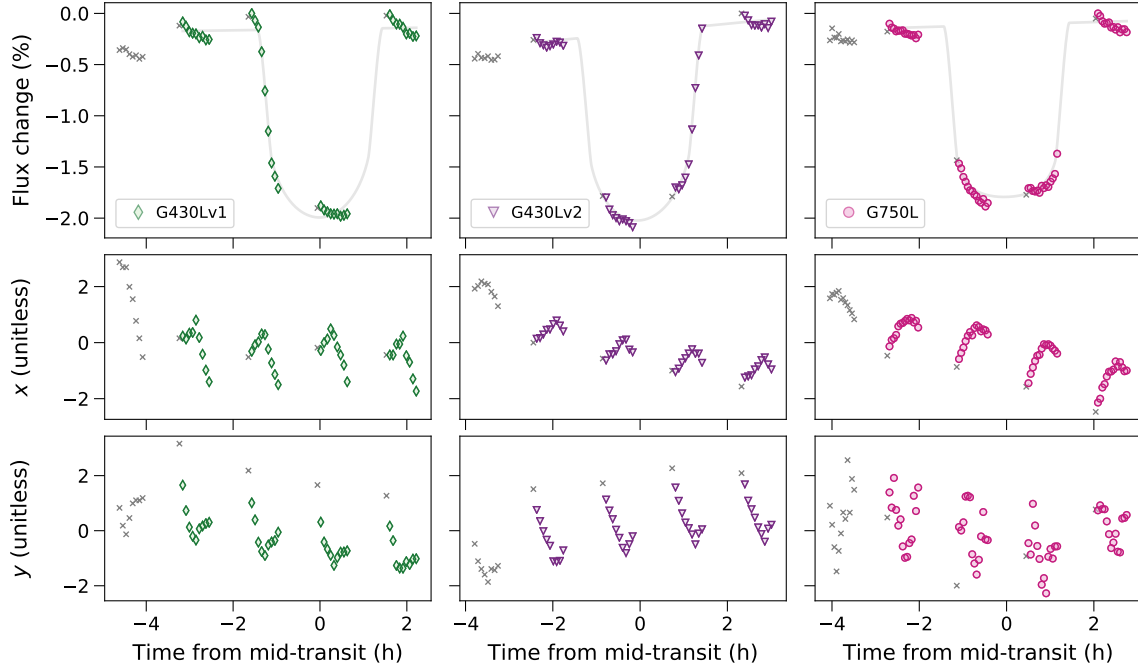 0.0
−0.5
−1.0
−1.5
−2.0
Flux change (%)
G430Lv1
G430Lv2
G750L
2
0
−2
x (unitless)
2
0
−2
y (unitless)
−4 −2 0 2
−4 −2 0 2
−4 −2 0 2
Time from mid-transit (h)
Time from mid-transit (h)
Time from mid-transit (h)